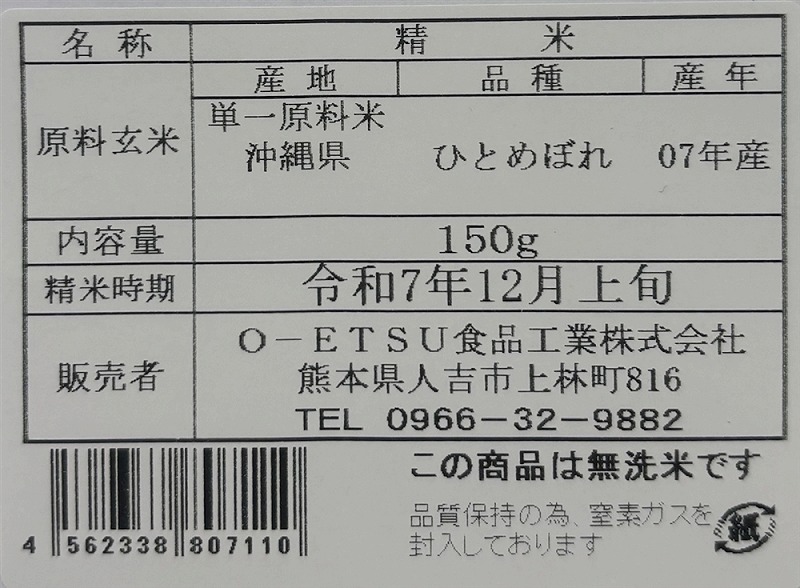 名 称 精 米
産 地 品 種 産 年
原料玄米
単一原料米
沖縄県 ひとめぼれ 07年産
内容量 150g
精米時期 令和7年12月上旬
販売者
O-ETSU食品工業株式会社
熊本県人吉市上林町816
TEL 0966-32-9882
この商品は無洗米です
品質保持の為、窒素ガスを
封入しております
紙
4 562338 807110